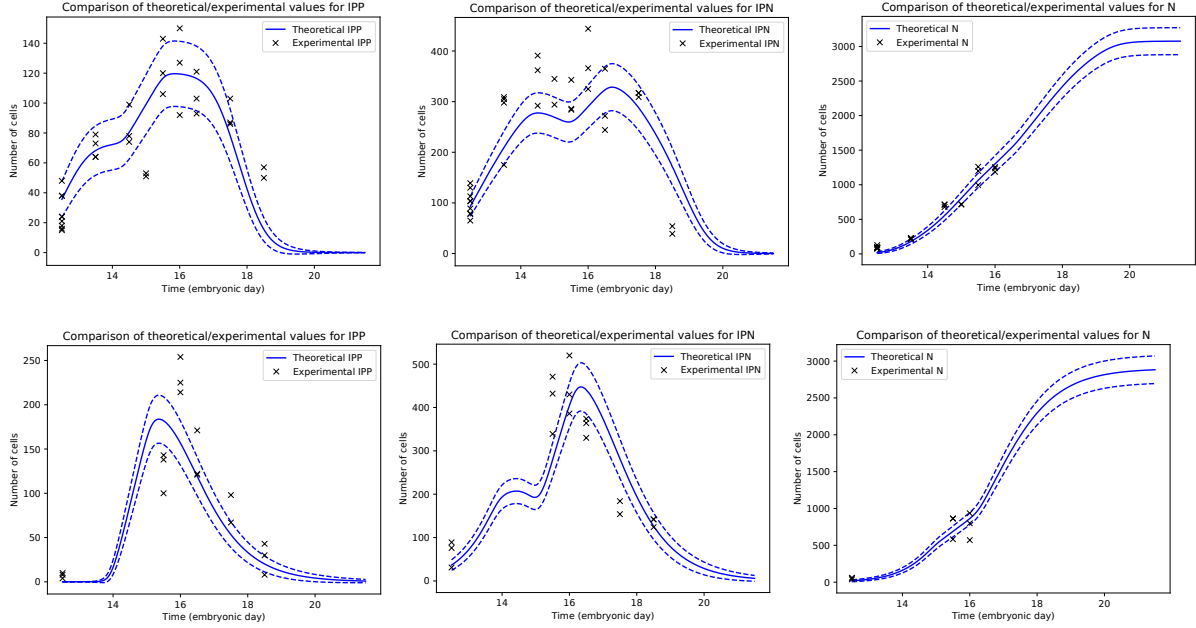 Comparison of theoretical/experimental values for IPP
Theoretical IPP
Experimental IPP
Number of cells
140
120
100
80
60
40
20
0
14
16
18
20
Time (embryonic day)
Comparison of theoretical/experimental values for IPN
Theoretical IPN
Experimental IPN
Number of cells
400
300
200
100
0
14
16
18
20
Time (embryonic day)
Comparison of theoretical/experimental values for N
Theoretical N
Experimental N
Number of cells
3000
2500
2000
1500
1000
500
0
14
16
18
20
Time (embryonic day)
Comparison of theoretical/experimental values for IPP
Theoretical IPP
Experimental IPP
Number of cells
250
200
150
100
50
0
14
16
18
20
Time (embryonic day)
Comparison of theoretical/experimental values for IPN
Theoretical IPN
Experimental IPN
Number of cells
500
400
300
200
100
0
14
16
18
20
Time (embryonic day)
Comparison of theoretical/experimental values for N
Theoretical N
Experimental N
Number of cells
3000
2500
2000
1500
1000
500
0
14
16
18
20
Time (embryonic day)